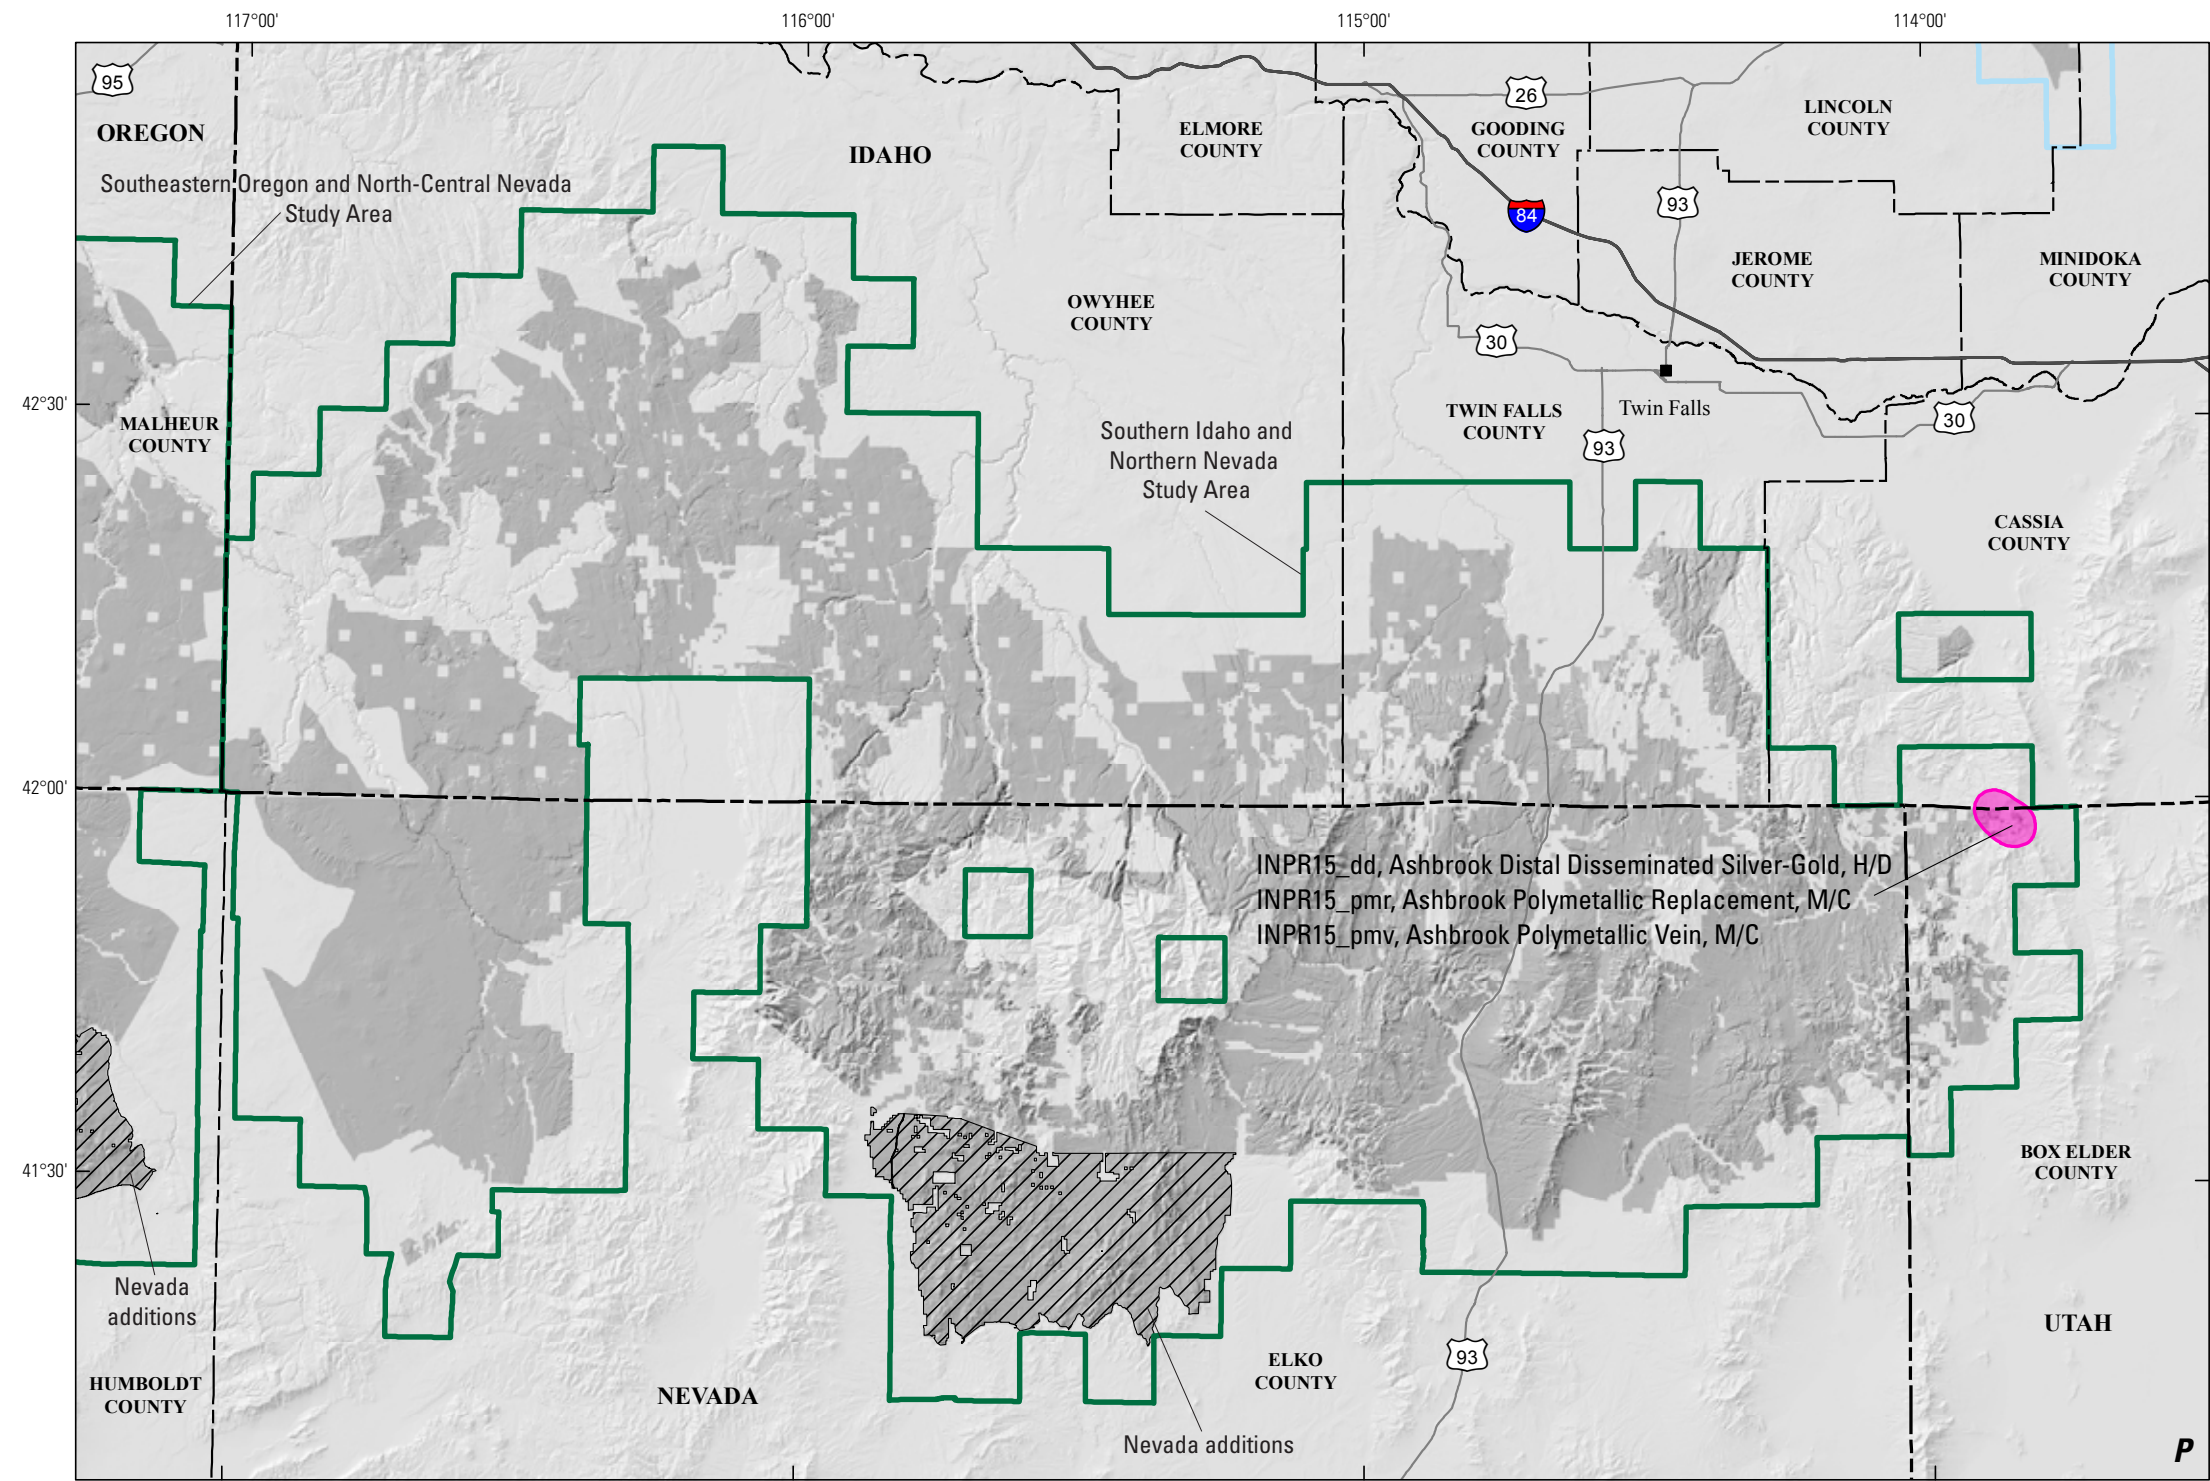 117°00'
116°00'
115°00'
114°00'
95
OREGON
IDAHO
ELMORE
COUNTY
26
GOODING
COUNTY
LINCOLN
COUNTY
Southeastern Oregon and North-Central Nevada
Study Area
93
84
JEROME
COUNTY
MINIDOKA
COUNTY
OWYHEE
COUNTY
30
42°30'
MALHEUR
COUNTY
Southern Idaho and
Northern Nevada
Study Area
TWIN FALLS
COUNTY
Twin Falls
93
30
CASSIA
COUNTY
42°00'
INPR15_dd, Ashbrook Distal Disseminated Silver-Gold, H/D
INPR15_pmr, Ashbrook Polymetallic Replacement, M/C
INPR15_pmv, Ashbrook Polymetallic Vein, M/C
41°30'
BOX ELDER
COUNTY
Nevada
additions
UTAH
HUMBOLDT
COUNTY
NEVADA
ELKO
COUNTY
93
Nevada additions
P